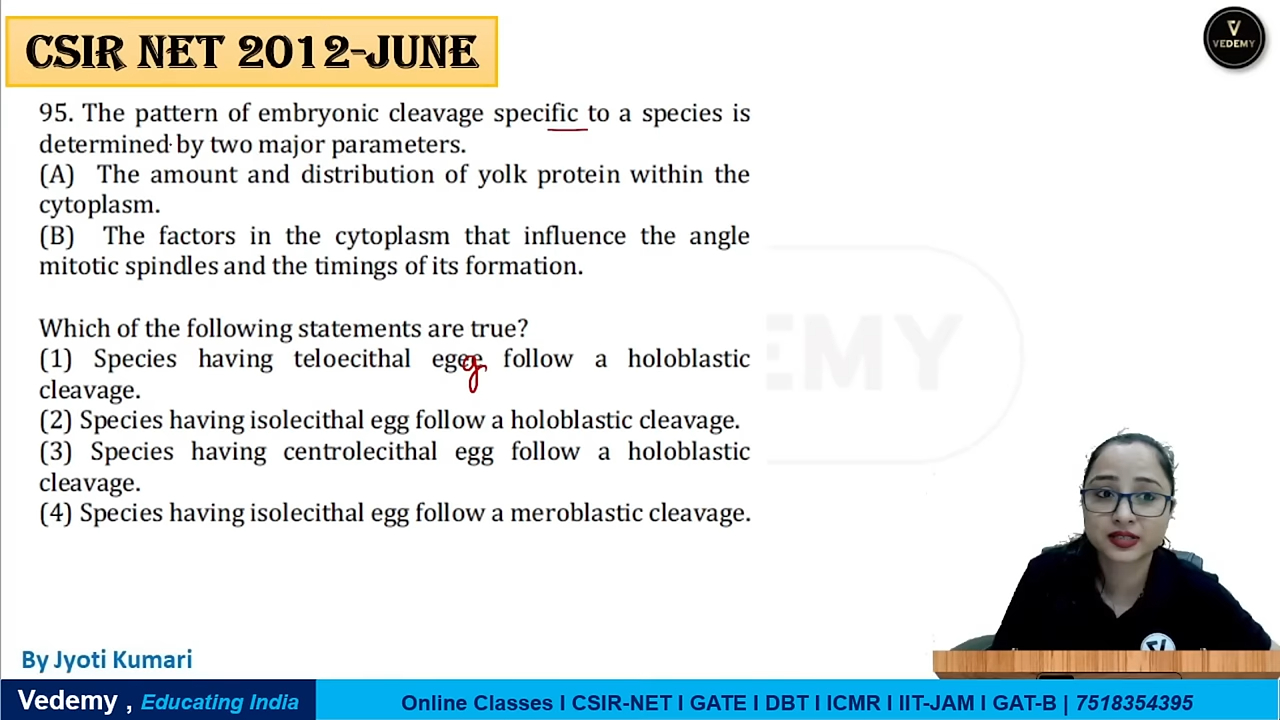 CSIR NET 2012-JUNE
VEDEMY
95. The pattern of embryonic cleavage specific to a species is
determined by two major parameters.
(A) The amount and distribution of yolk protein within the
cytoplasm.
(B) The factors in the cytoplasm that influence the angle
mitotic spindles and the timings of its formation.
Which of the following statements are true?
(1) Species having teloecithal egg follow a holoblastic
cleavage.
(2) Species having isolecithal egg follow a holoblastic cleavage.
(3) Species having centrolecithal egg follow a holoblastic
cleavage.
(4) Species having isolecithal egg follow a meroblastic cleavage.
EMY
By Jyoti Kumari
Vedemy , Educating India
Online Classes I CSIR-NET I GATE I DBT I ICMR I IIT-JAM I GAT-B | 7518354395